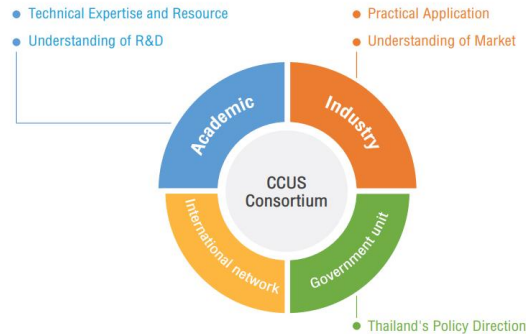 Technical Expertise and Resource
Understanding of R&D
Practical Application
Understanding of Market
Academic
Industry
CCUS
Consortium
International network
Government unit
Thailand's Policy Direction